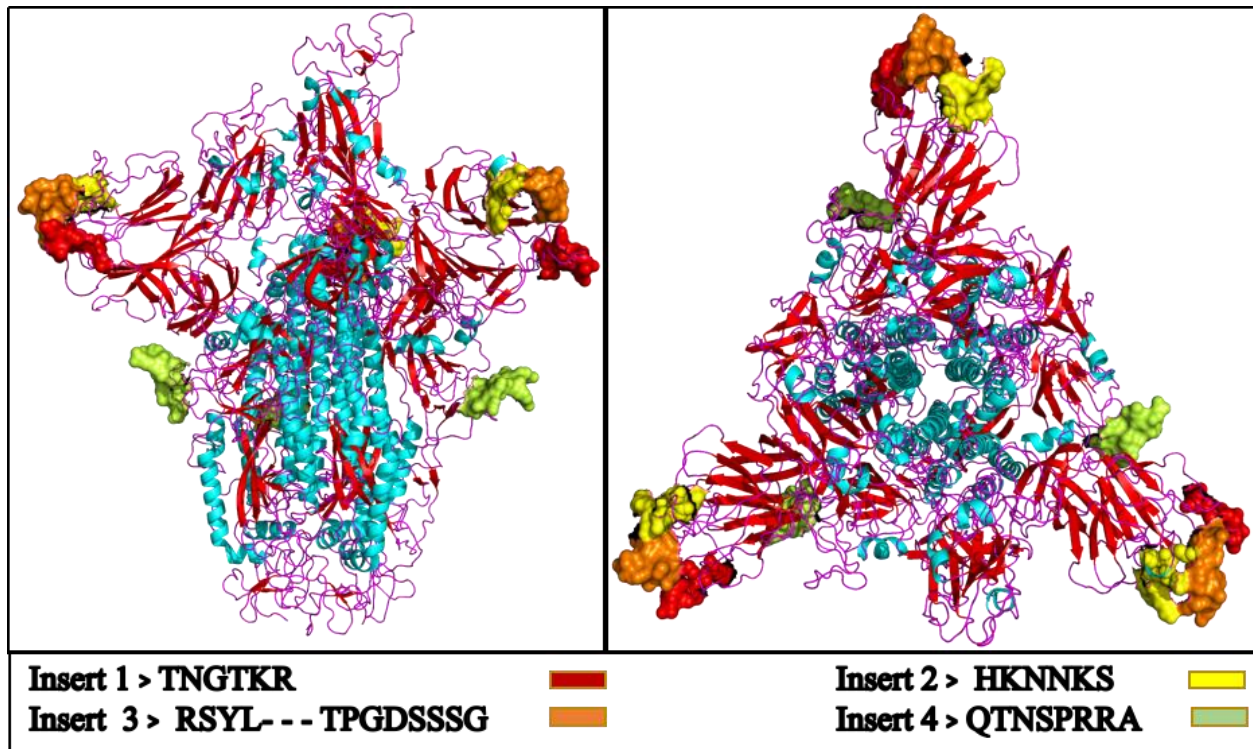 Insert 1 > TNGTKR
Insert 2 > HKNNKS
Insert 3 > RSYL- - - TPGDSSSG
Insert 4 > QTNSPRRA